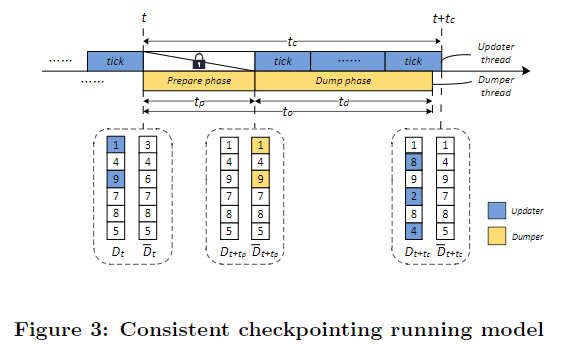 t
t+tc
tc
...... tick tick ...... tick Updater
thread
...... Prepare phase Dump phase Dumper
thread
tp td
to
1 3 1 1 1 1
4 4 4 4 8 4
9 6 9 9 9 9
7 7 7 7 2 7
8 8 8 8 8 8
5 5 5 5 4 5
Dt D̅t Dt+tp D̅t+tp Dt+tc D̅t+tc
Updater
Dumper
Figure 3: Consistent checkpointing running model